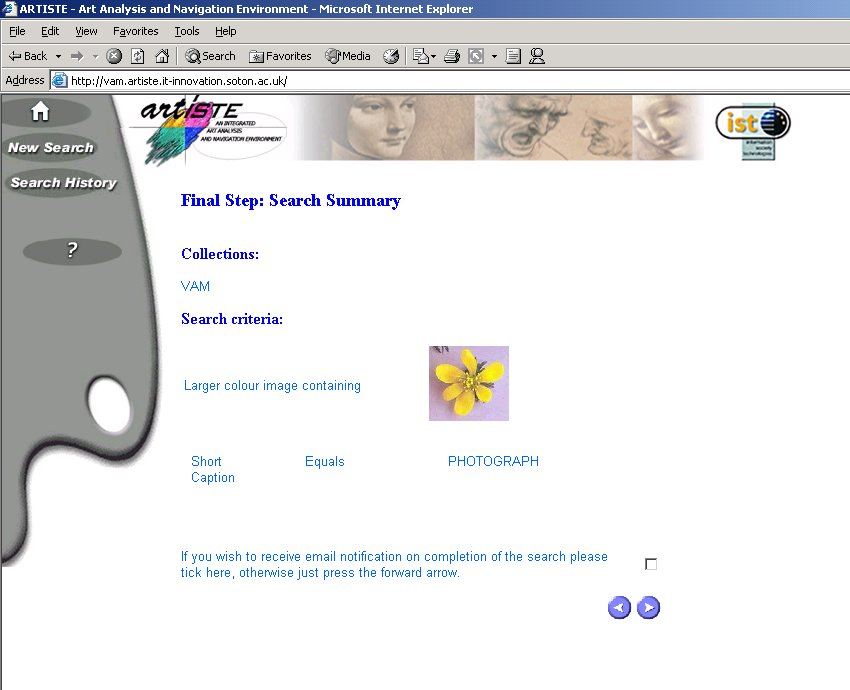 ARTISTE - Art Analysis and Navigation Environment - Microsoft Internet Explorer
File Edit View Favorites Tools Help
Back Search Favorites Media
Address http://vam.artiste.it-innovation.soton.ac.uk/
artISTE
AN INTEGRATED
ART ANALYSIS
AND NAVIGATION ENVIRONMENT
ist
information
society
technologies
New Search
Search History
?
Final Step: Search Summary
Collections:
VAM
Search criteria:
Larger colour image containing
Short Equals PHOTOGRAPH
Caption
If you wish to receive email notification on completion of the search please
tick here, otherwise just press the forward arrow.